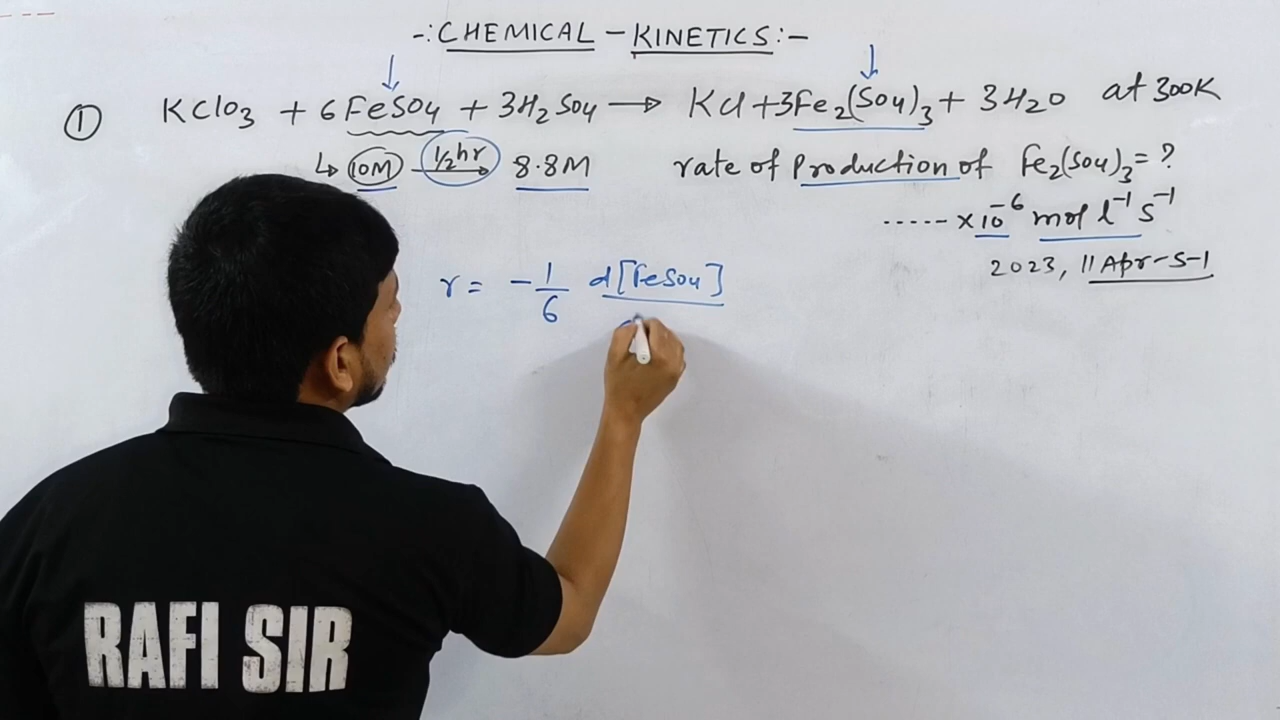 -: CHEMICAL - KINETICS :-
① KClO3 + 6 FeSO4 + 3H2SO4 → KCl + 3Fe2(SO4)3 + 3H2O at 300K
↳ 10M 1/2 hr → 8.8M rate of Production of Fe2(SO4)3 = ?
----- × 10^-6 mol l^-1 s^-1
2023, 11 Apr-S-1
r = - 1/6 d[FeSO4]
RAFI SIR